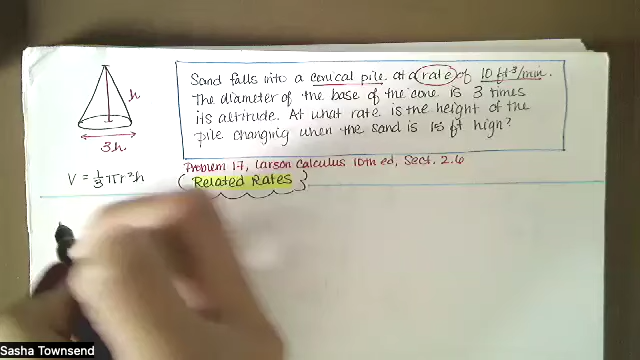 Sand falls into a conical pile at a rate of 10 ft³/min.
The diameter of the base of the cone is 3 times
its altitude. At what rate is the height of the
pile changing when the sand is 15 ft high?
h
3h
Problem 17, Larson Calculus 10th ed, Sect. 2.6
V = 1/3 πr²h
Related Rates
Sasha Townsend